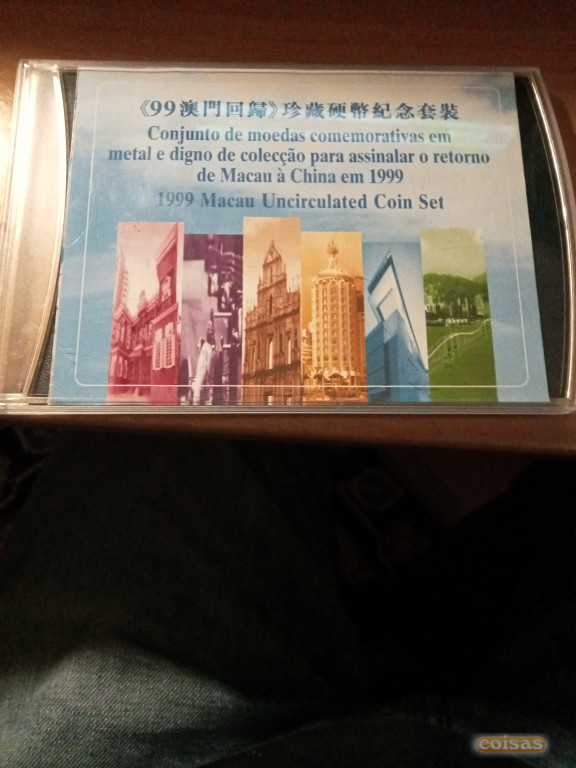 《99澳門回歸》珍藏硬幣紀念套裝
Conjunto de moedas comemorativas em
metal e digno de colecção para assinalar o retorno
de Macau à China em 1999
1999 Macau Uncirculated Coin Set
coisas